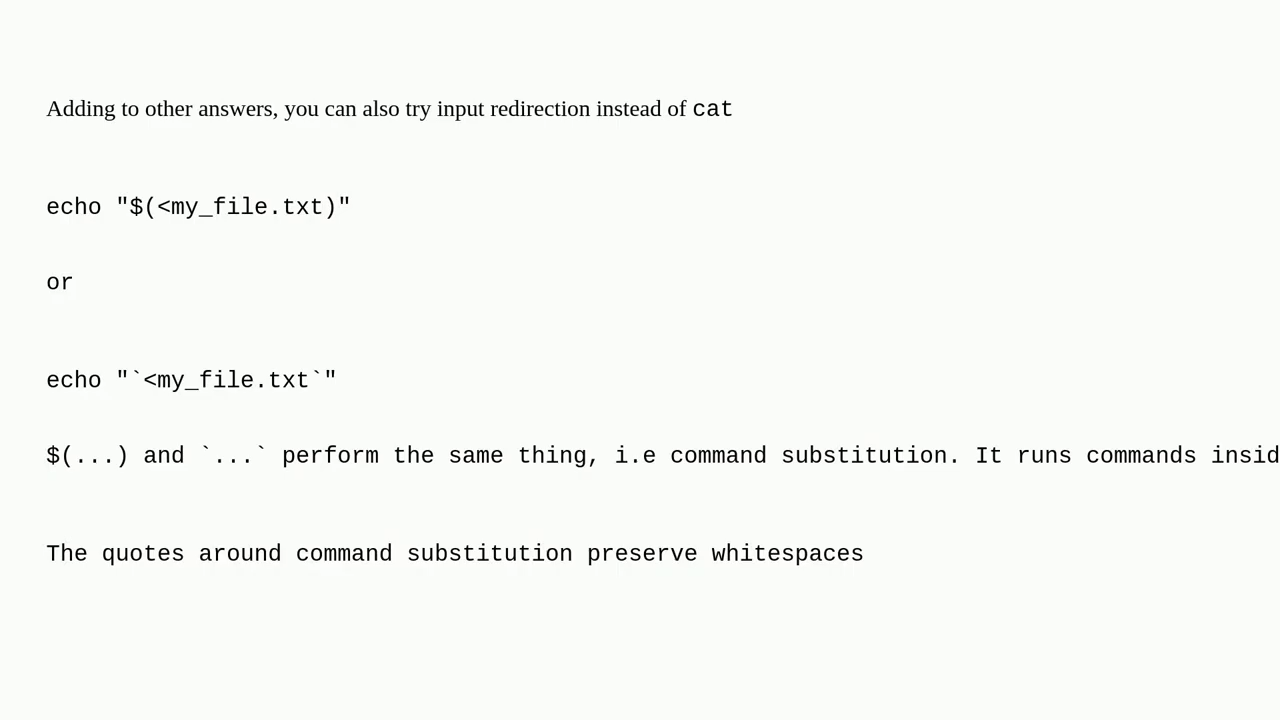 Adding to other answers, you can also try input redirection instead of cat
echo "$(<my_file.txt)"
or
echo "`<my_file.txt`"
$(...) and `...` perform the same thing, i.e command substitution. It runs commands
The quotes around command substitution preserve whitespaces